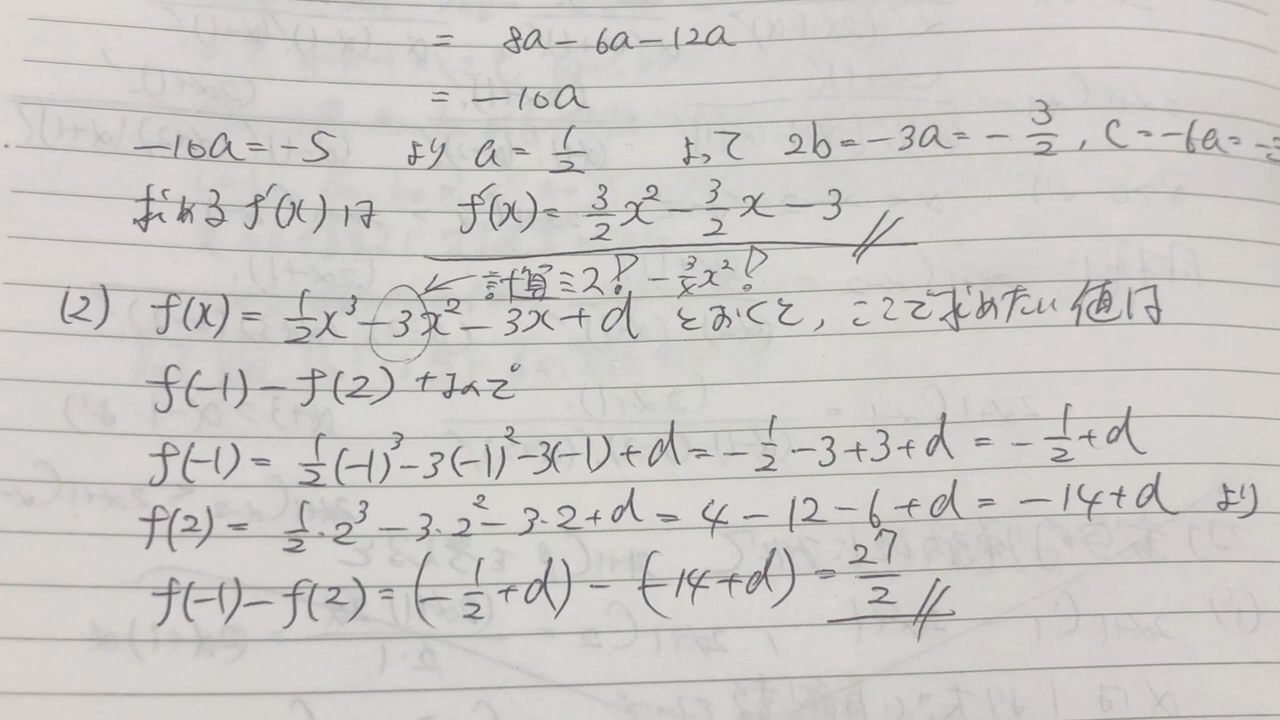 = 8a - 6a - 12a
= -10a
-10a = -5 より a = 1/2 よって 2b = -3a = -3/2, C = -6a = -3
求める f'(x) は f'(x) = 3/2 x² - 3/2 x - 3
← 計算ミス? -3/4 x²?
(2) f(x) = 1/2 x³ - 3x² - 3x + d とおくと, ここで求めたい値は
f(-1) - f(2) なので
f(-1) = 1/2 (-1)³ - 3(-1)² - 3(-1) + d = -1/2 - 3 + 3 + d = -1/2 + d
f(2) = 1/2・2³ - 3・2² - 3・2 + d = 4 - 12 - 6 + d = -14 + d より
f(-1) - f(2) = (-1/2 + d) - (-14 + d) = 27/2